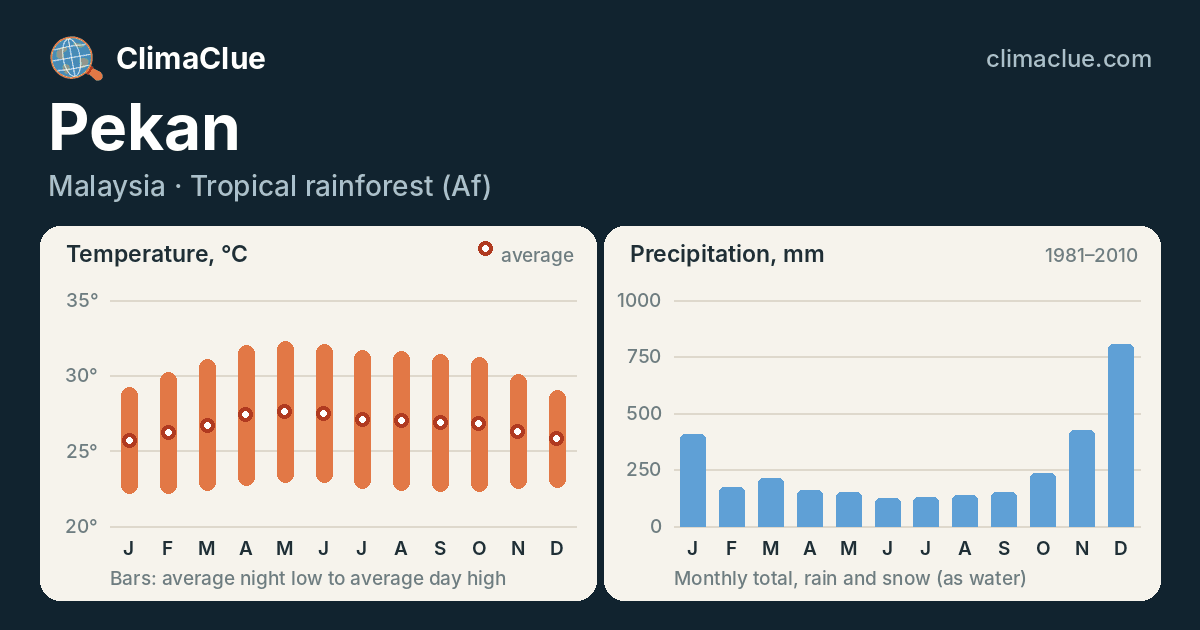 ClimaClue
climaclue.com
Pekan
Malaysia · Tropical rainforest (Af)
Temperature, °C
average
35°
30°
25°
20°
J F M A M J J A S O N D
Bars: average night low to average day high
Precipitation, mm
1981–2010
1000
750
500
250
0
J F M A M J J A S O N D
Monthly total, rain and snow (as water)